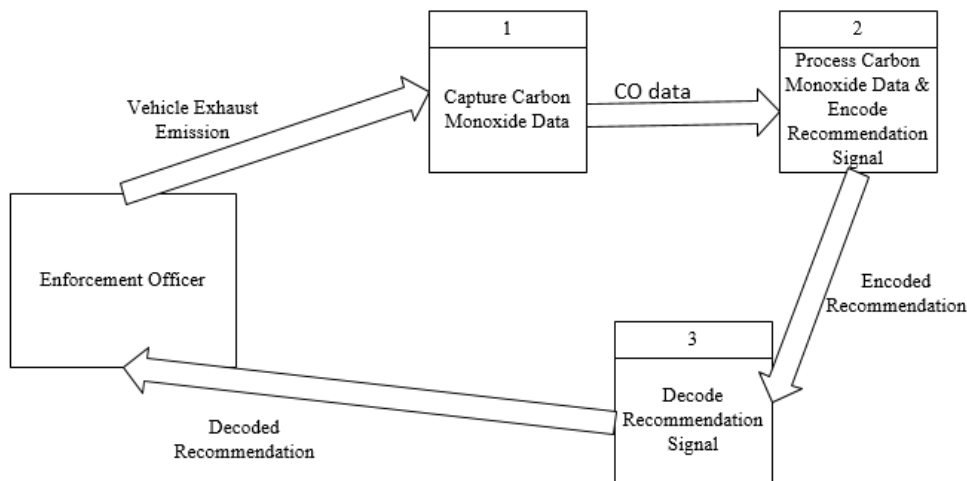 1
Capture Carbon
Monoxide Data
2
Process Carbon
Monoxide Data &
Encode
Recommendation
Signal
Vehicle Exhaust
Emission
CO data
Enforcement Officer
Encoded
Recommendation
3
Decode
Recommendation
Signal
Decoded
Recommendation